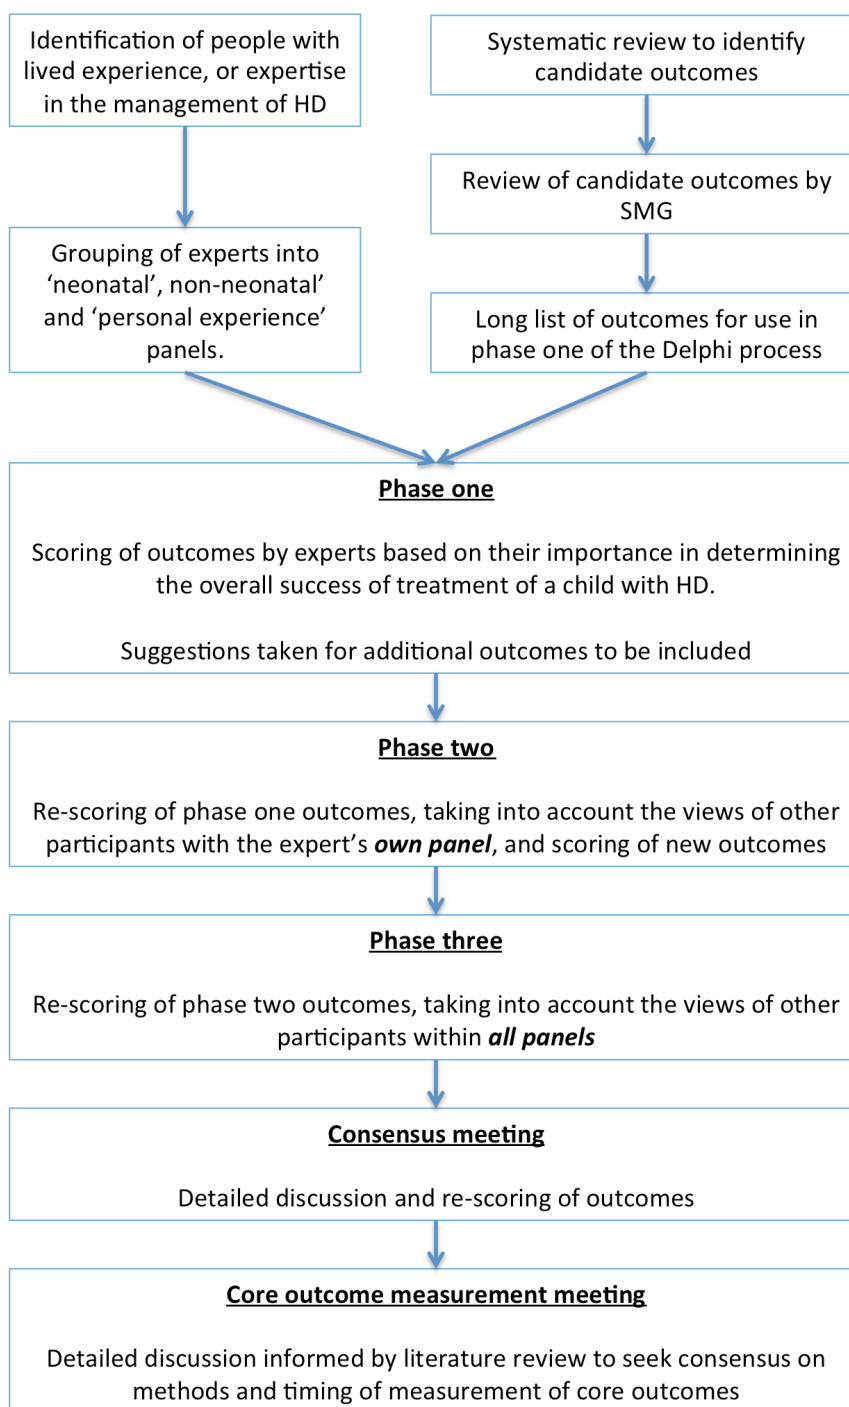 Identification of people with
lived experience, or expertise
in the management of HD
Systematic review to identify
candidate outcomes
Review of candidate outcomes by
SMG
Grouping of experts into
‘neonatal’, non-neonatal’
and ‘personal experience’
panels.
Long list of outcomes for use in
phase one of the Delphi process
Phase one
Scoring of outcomes by experts based on their importance in determining
the overall success of treatment of a child with HD.
Suggestions taken for additional outcomes to be included
Phase two
Re-scoring of phase one outcomes, taking into account the views of other
participants with the expert’s own panel, and scoring of new outcomes
Phase three
Re-scoring of phase two outcomes, taking into account the views of other
participants within all panels
Consensus meeting
Detailed discussion and re-scoring of outcomes
Core outcome measurement meeting
Detailed discussion informed by literature review to seek consensus on
methods and timing of measurement of core outcomes